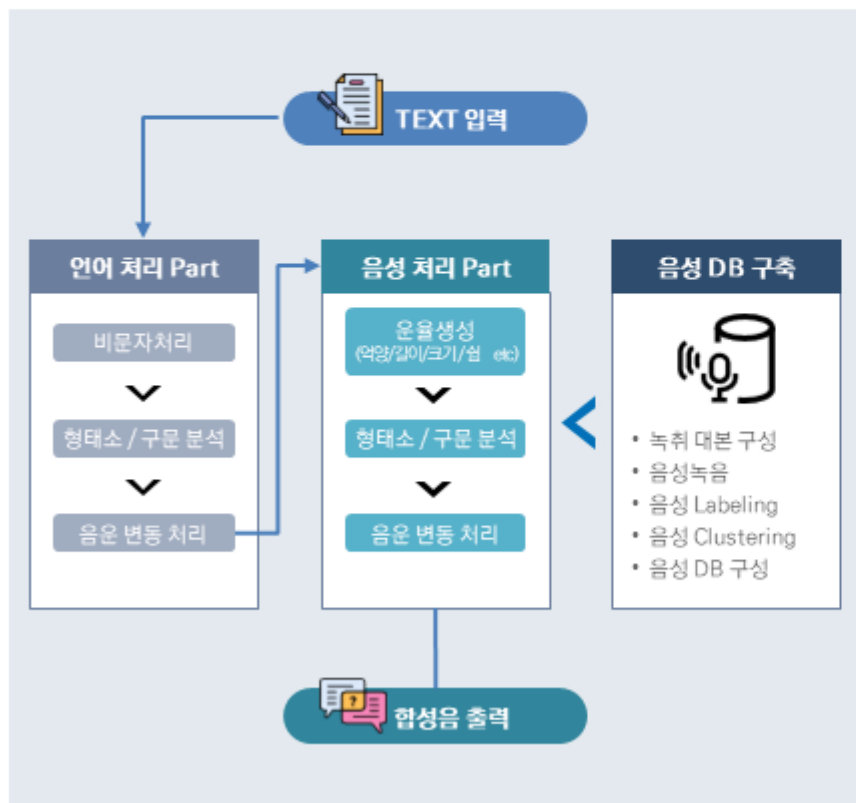 TEXT 입력
언어 처리 Part
비문자처리
형태소 / 구문 분석
음운 변동 처리
음성 처리 Part
운율생성
(억양/길이/크기/쉼 etc)
형태소 / 구문 분석
음운 변동 처리
음성 DB 구축
• 녹취 대본 구성
• 음성녹음
• 음성 Labeling
• 음성 Clustering
• 음성 DB 구성
?
합성음 출력